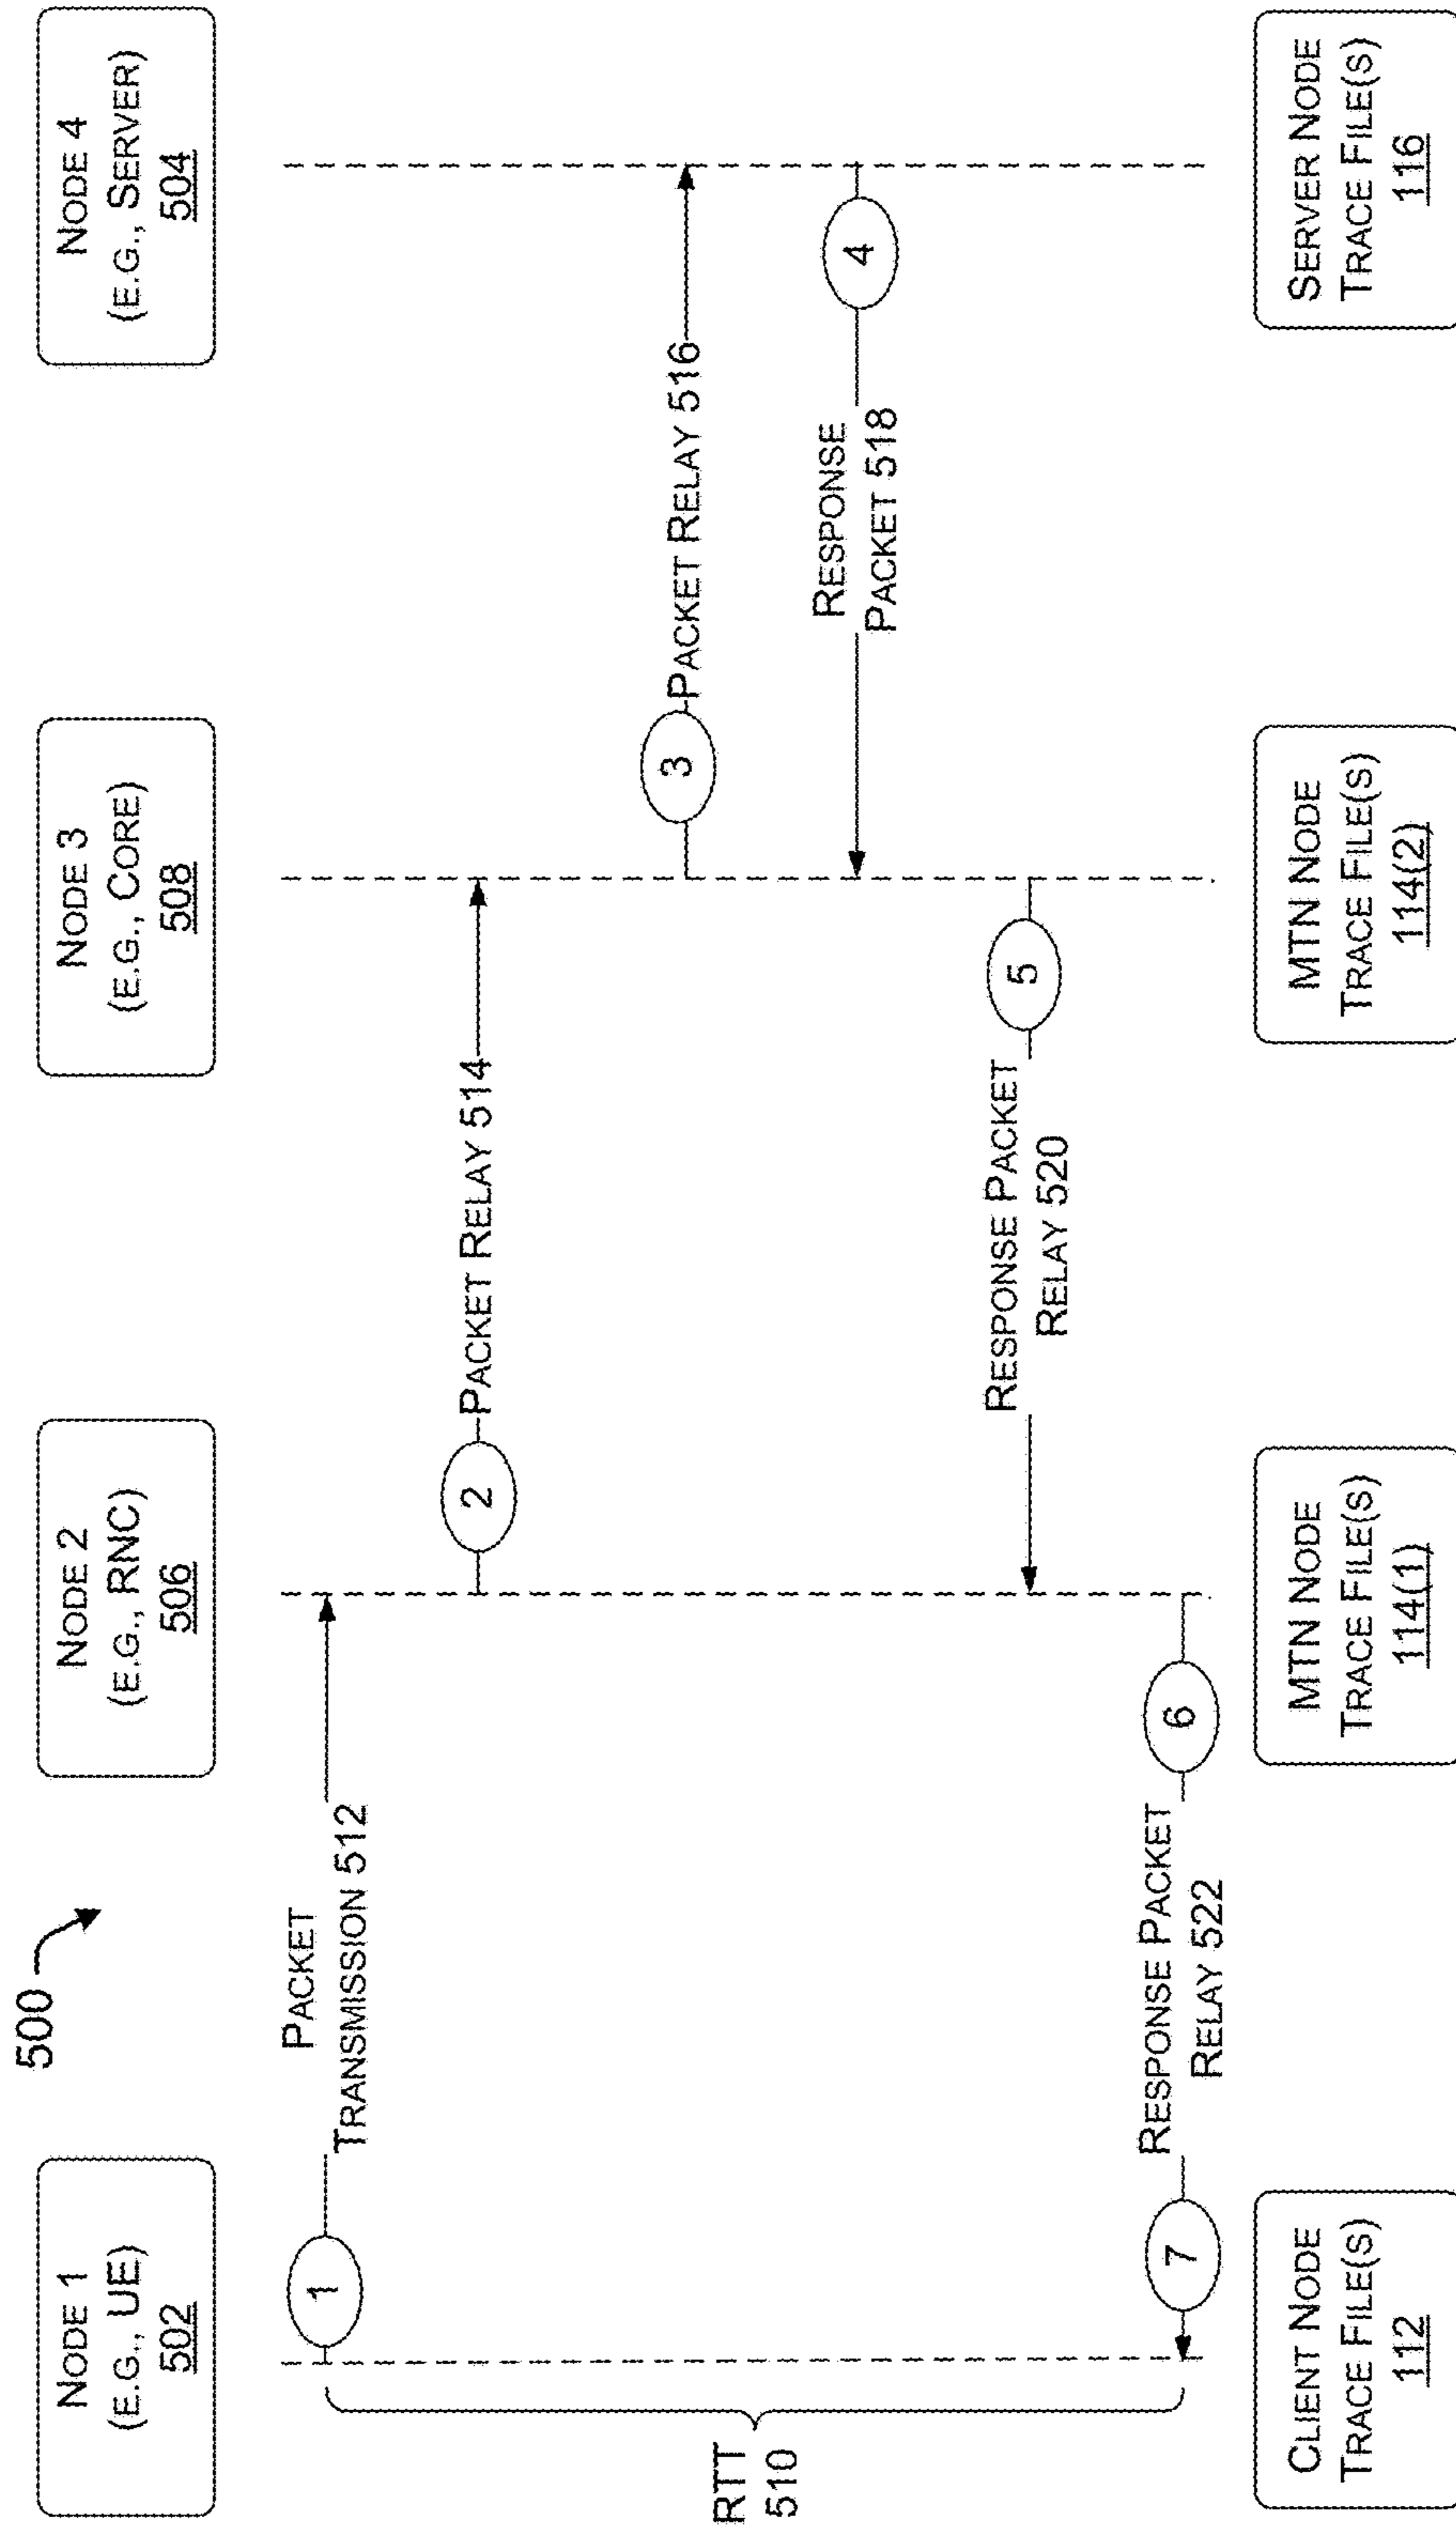 500
NODE 1
(E.G., UE)
502
NODE 2
(E.G., RNC)
506
NODE 3
(E.G., CORE)
508
NODE 4
(E.G., SERVER)
504
1
PACKET
TRANSMISSION 512
2
PACKET RELAY 514
3
PACKET RELAY 516
RESPONSE
PACKET 518
4
RTT
510
RESPONSE PACKET
RELAY 520
5
7
RESPONSE PACKET
RELAY 522
6
CLIENT NODE
TRACE FILE(S)
112
MTN NODE
TRACE FILE(S)
114(1)
MTN NODE
TRACE FILE(S)
114(2)
SERVER NODE
TRACE FILE(S)
116